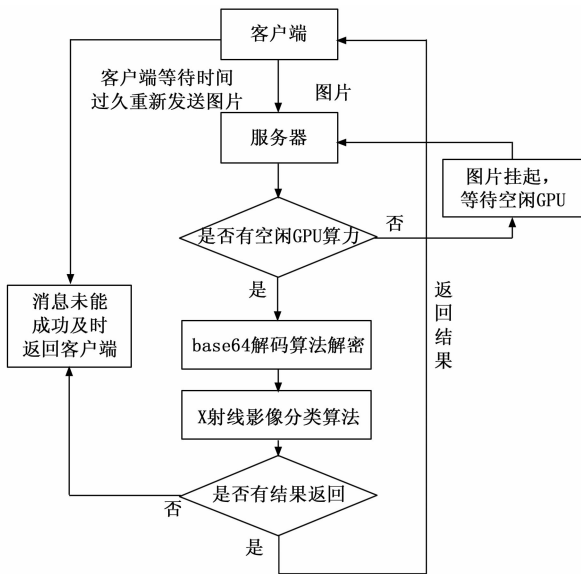 客户端
客户端等待时间
过久重新发送图片
图片
服务器
图片挂起，
等待空闲GPU
是否有空闲GPU算力
否
是
消息未能
成功及时
返回客户端
返
回
结
果
base64解码算法解密
X射线影像分类算法
是否有结果返回
否
是